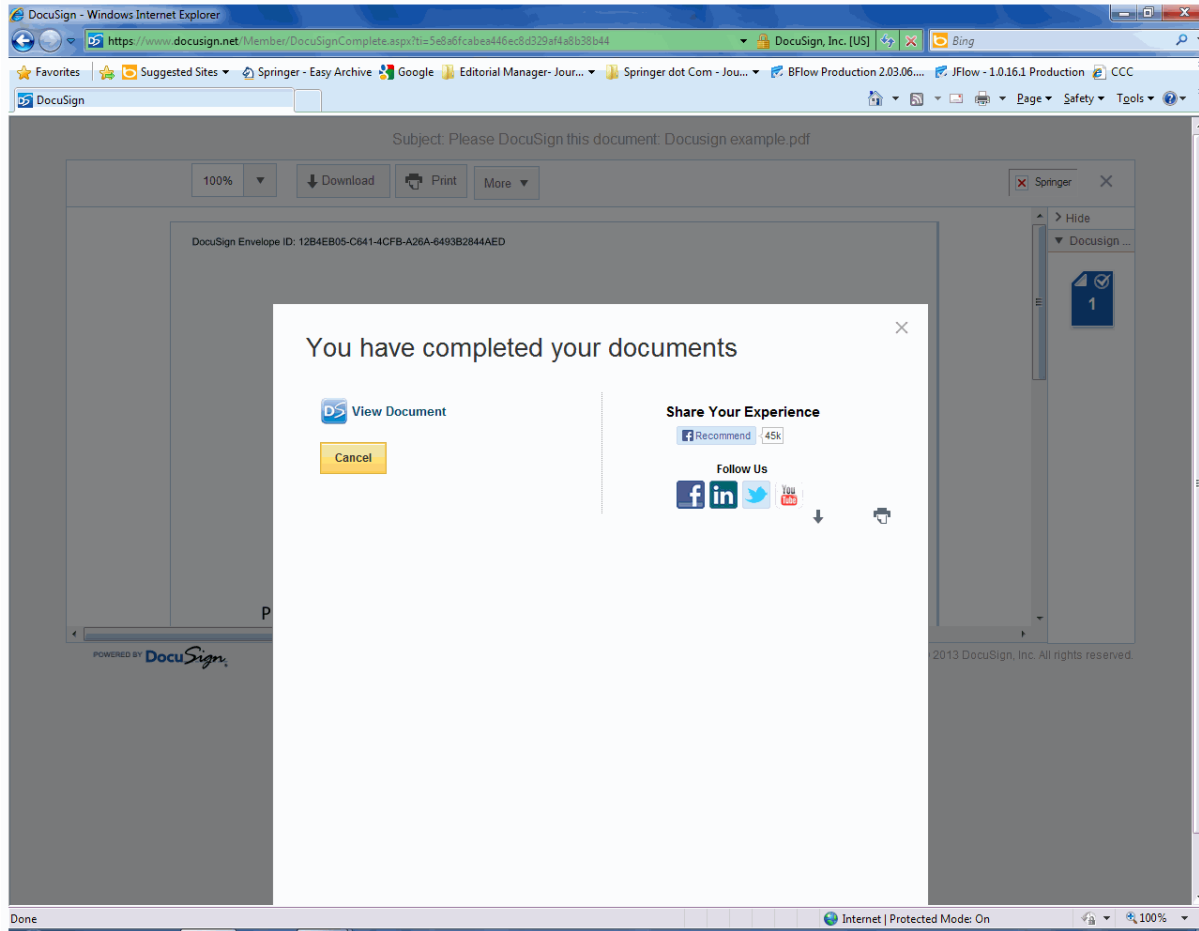 DocuSign - Windows Internet Explorer
https://www.docusign.net/Member/DocuSignComplete.aspx?ti=5e8a6fcabea446ec8d329af4a8b38b44 DocuSign, Inc. [US] Bing
Favorites Suggested Sites Springer - Easy Archive Google Editorial Manager- Jour... Springer dot Com - Jou... BFlow Production 2.03.06.... JFlow - 1.0.16.1 Production CCC
DocuSign Page Safety Tools
Subject: Please DocuSign this document: Docusign example.pdf
100% Download Print More Springer
Hide
DocuSign Envelope ID: 12B4EB05-C641-4CFB-A26A-6493B2844AED Docusign ...
1
You have completed your documents
DS View Document
Cancel
Share Your Experience
Recommend 45k
Follow Us
f in You Tube
P
POWERED BY DocuSign
2013 DocuSign, Inc. All rights reserved.
Done Internet | Protected Mode: On 100%